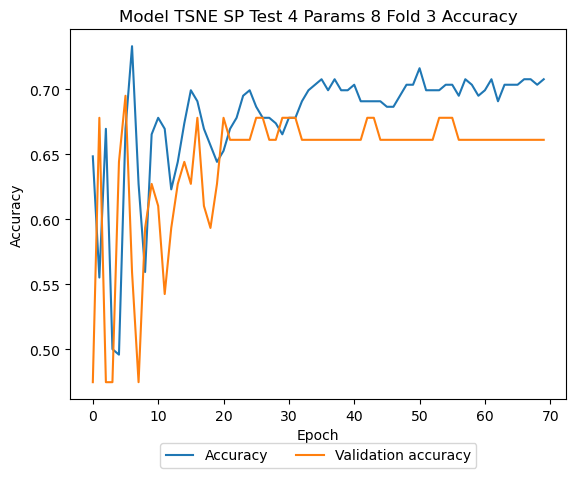 Model TSNE SP Test 4 Params 8 Fold 3 Accuracy
Accuracy
0.70
0.65
0.60
0.55
0.50
0 10 20 30 40 50 60 70
Epoch
Accuracy Validation accuracy